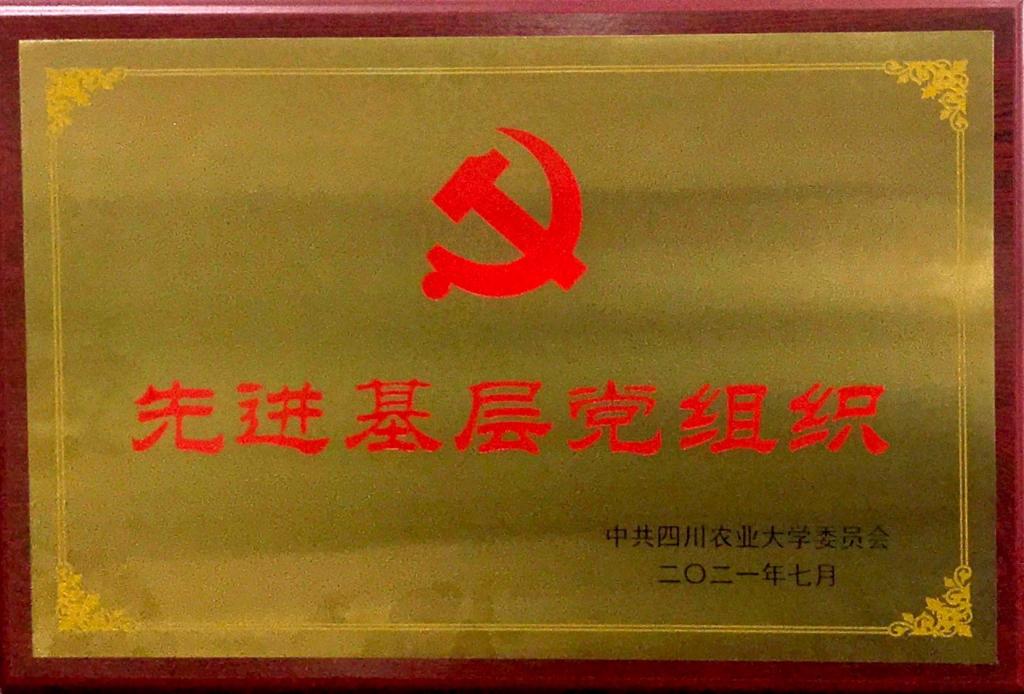 先进基层党组织
中共四川农业大学委员会
二〇二一年七月